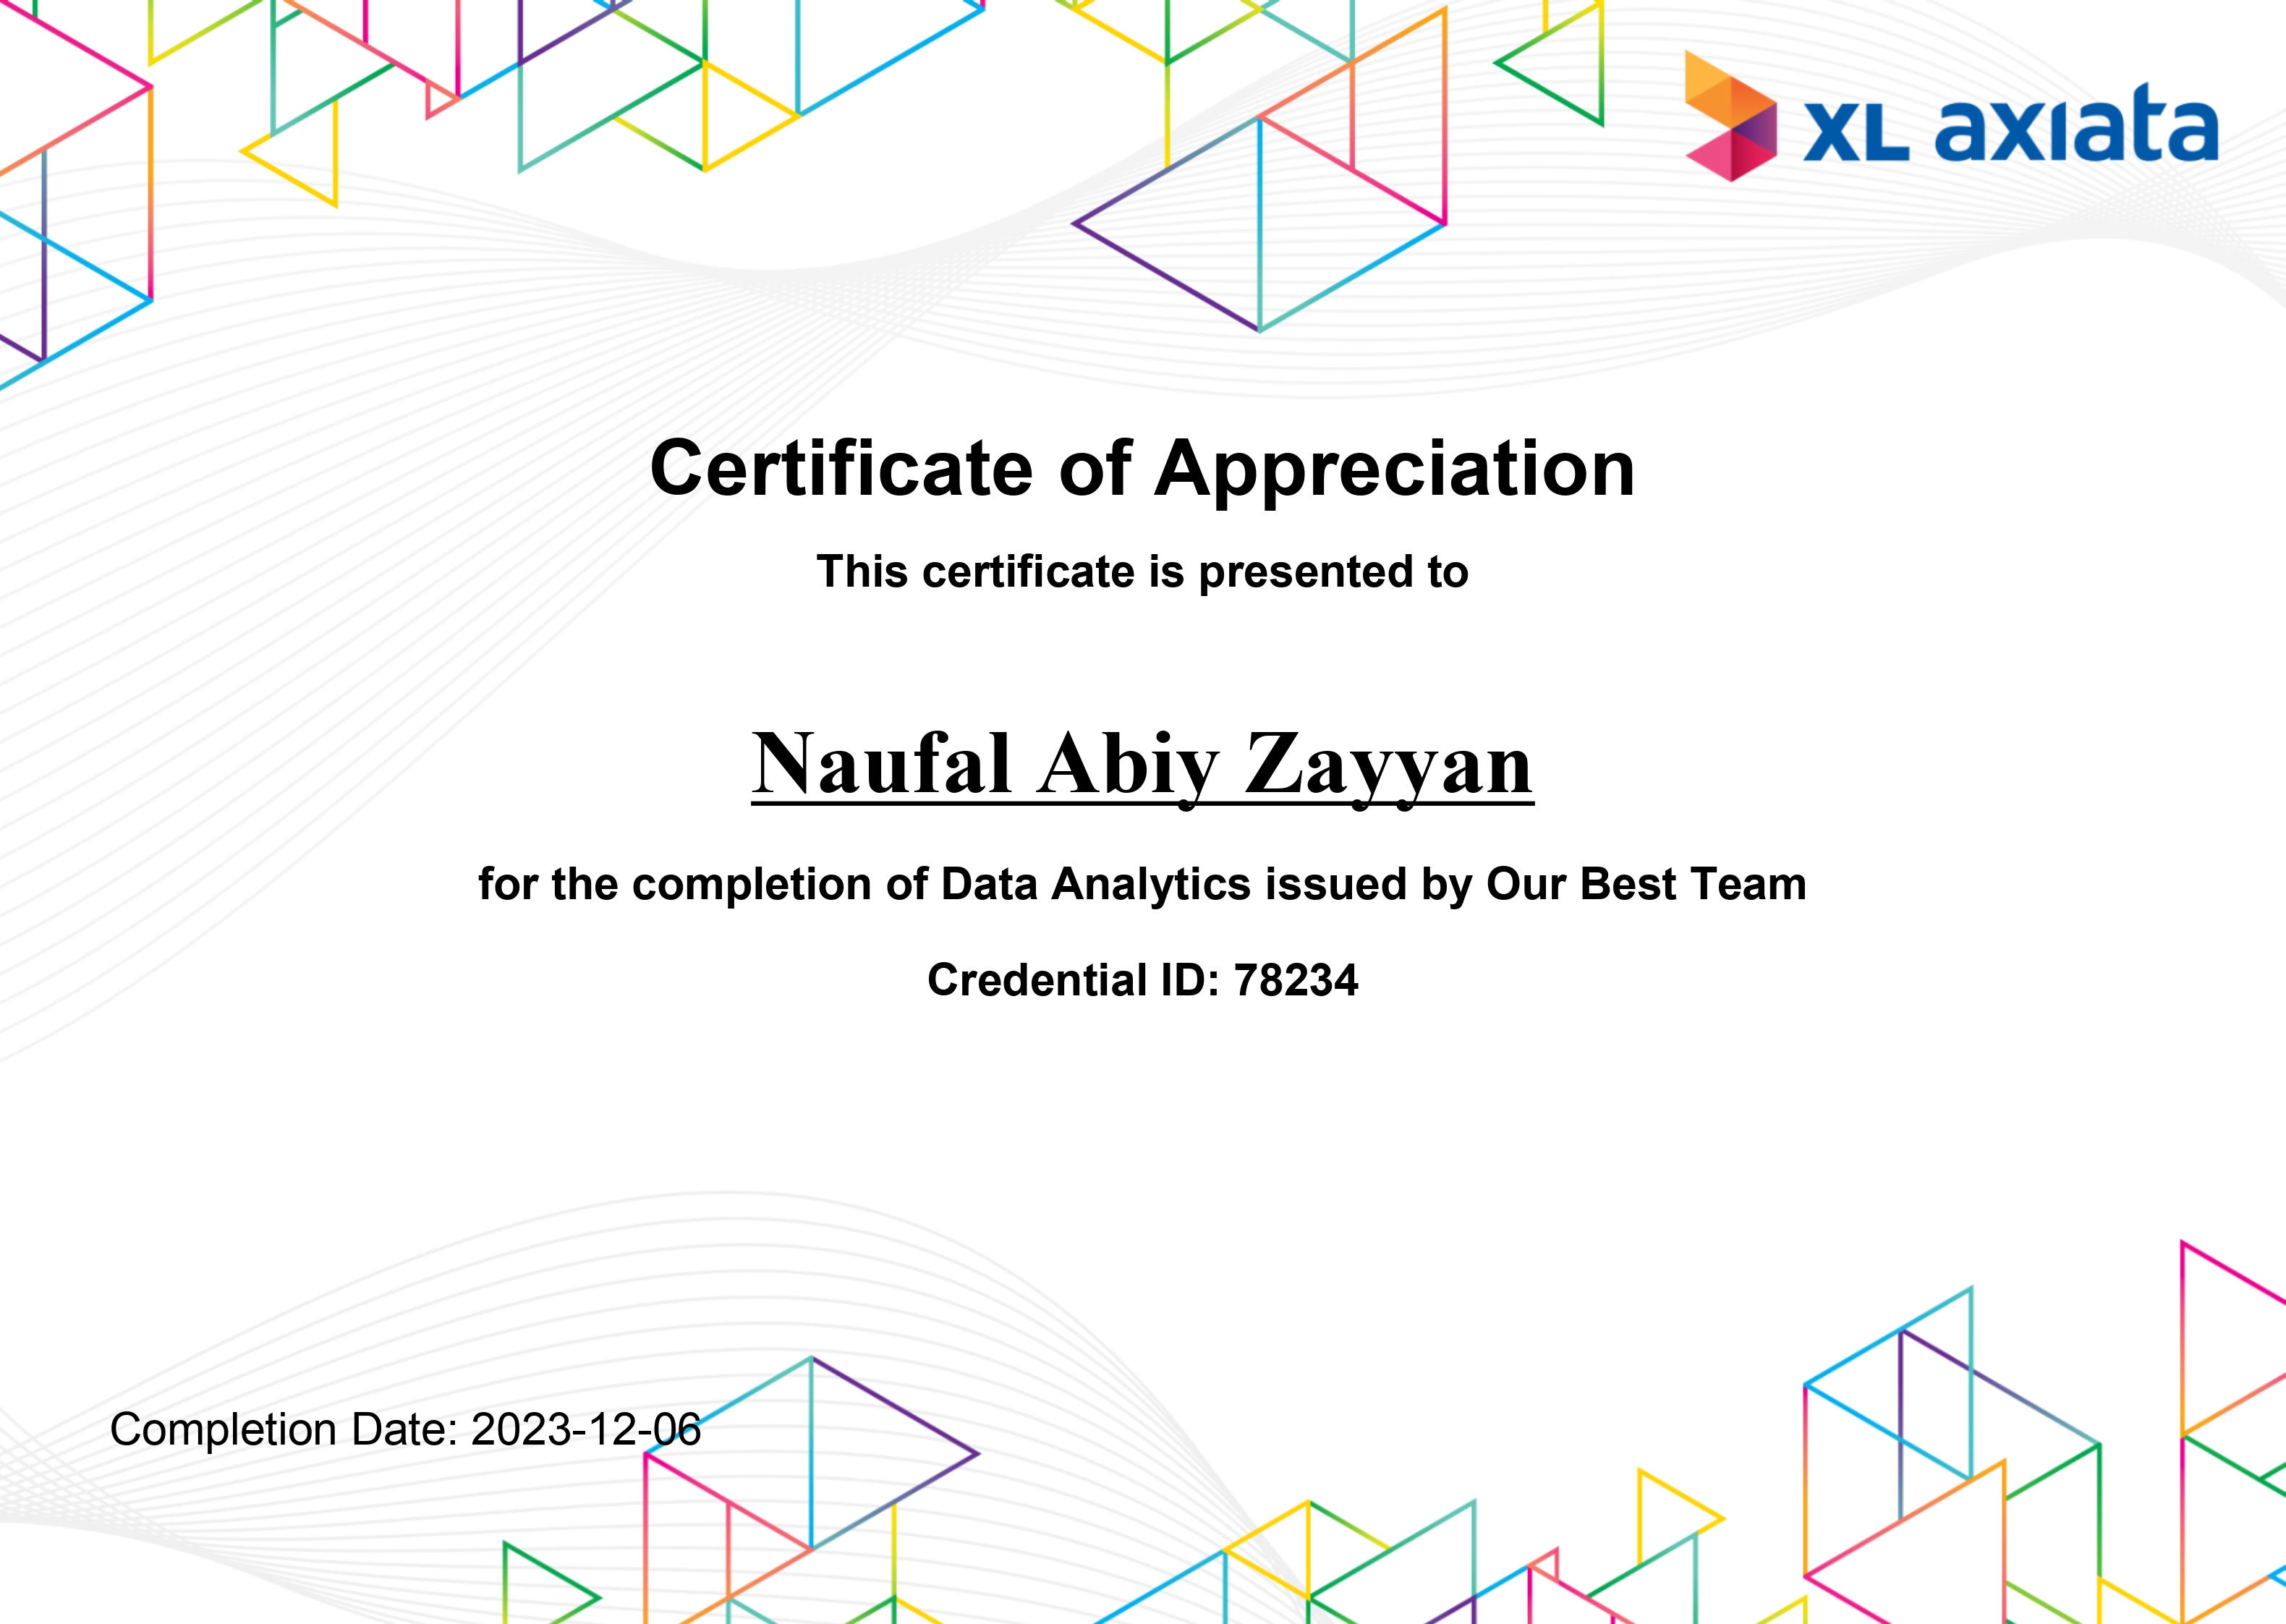 XL axiata
Certificate of Appreciation
This certificate is presented to
Naufal Abiy Zayyan
for the completion of Data Analytics issued by Our Best Team
Credential ID: 78234
Completion Date: 2023-12-06